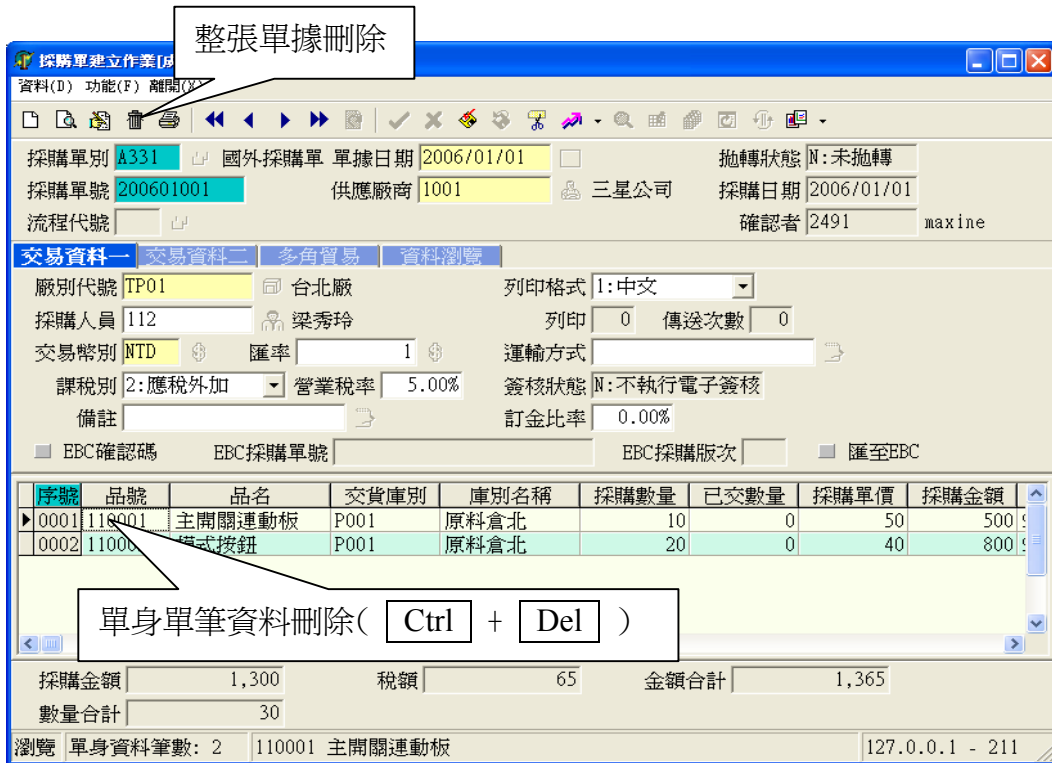 整張單據刪除
採購單建立作業[成
資料(D) 功能(F) 離開(X)
採購單別 A331 國外採購單 單據日期 2006/01/01 拋轉狀態 N:未拋轉
採購單號 200601001 供應廠商 1001 三星公司 採購日期 2006/01/01
流程代號 確認者 2491 maxine
交易資料一 交易資料二 多角貿易 資料瀏覽
廠別代號 TP01 台北廠 列印格式 1:中文
採購人員 112 梁秀玲 列印 0 傳送次數 0
交易幣別 NTD 匯率 1 運輸方式
課稅別 2:應稅外加 營業稅率 5.00% 簽核狀態 N:不執行電子簽核
備註 訂金比率 0.00%
EBC確認碼 EBC採購單號 EBC採購版次 匯至EBC
序號 品號 品名 交貨庫別 庫別名稱 採購數量 已交數量 採購單價 採購金額
0001 110001 主開關連動板 P001 原料倉北 10 0 50 500
0002 11000 模式按鈕 P001 原料倉北 20 0 40 800
單身單筆資料刪除( Ctrl + Del )
採購金額 1,300 稅額 65 金額合計 1,365
數量合計 30
瀏覽 單身資料筆數: 2 110001 主開關連動板 127.0.0.1 - 211